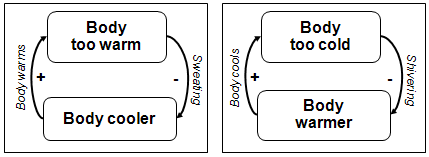 Body
too warm
Body warms
+
-
Sweating
Body cooler
Body
too cold
Body cools
+
-
Shivering
Body
warmer